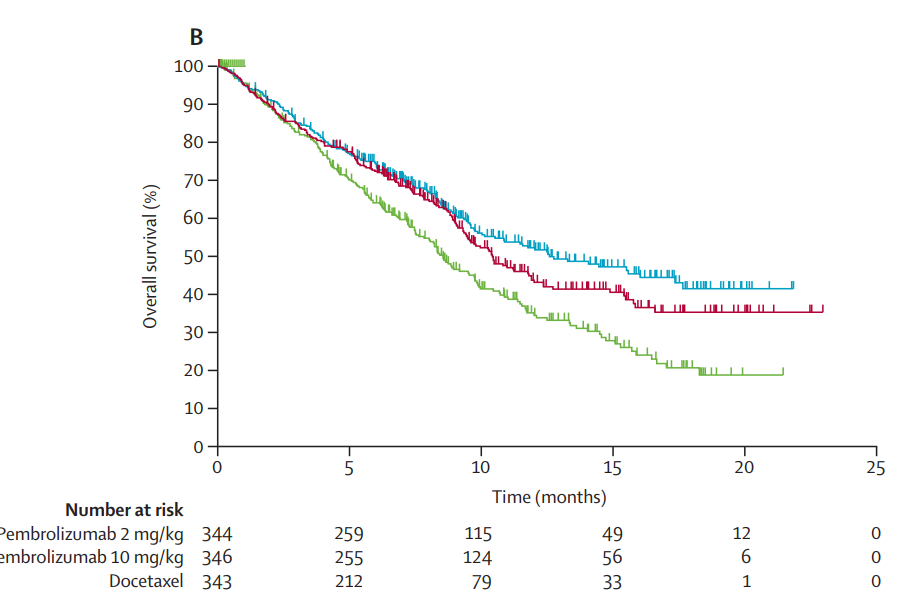 B
100
90
80
70
60
50
40
30
20
10
0
Overall survival (%)
0 5 10 15 20 25
Time (months)
Number at risk
Pembrolizumab 2 mg/kg 344 259 115 49 12 0
embrolizumab 10 mg/kg 346 255 124 56 6 0
Docetaxel 343 212 79 33 1 0